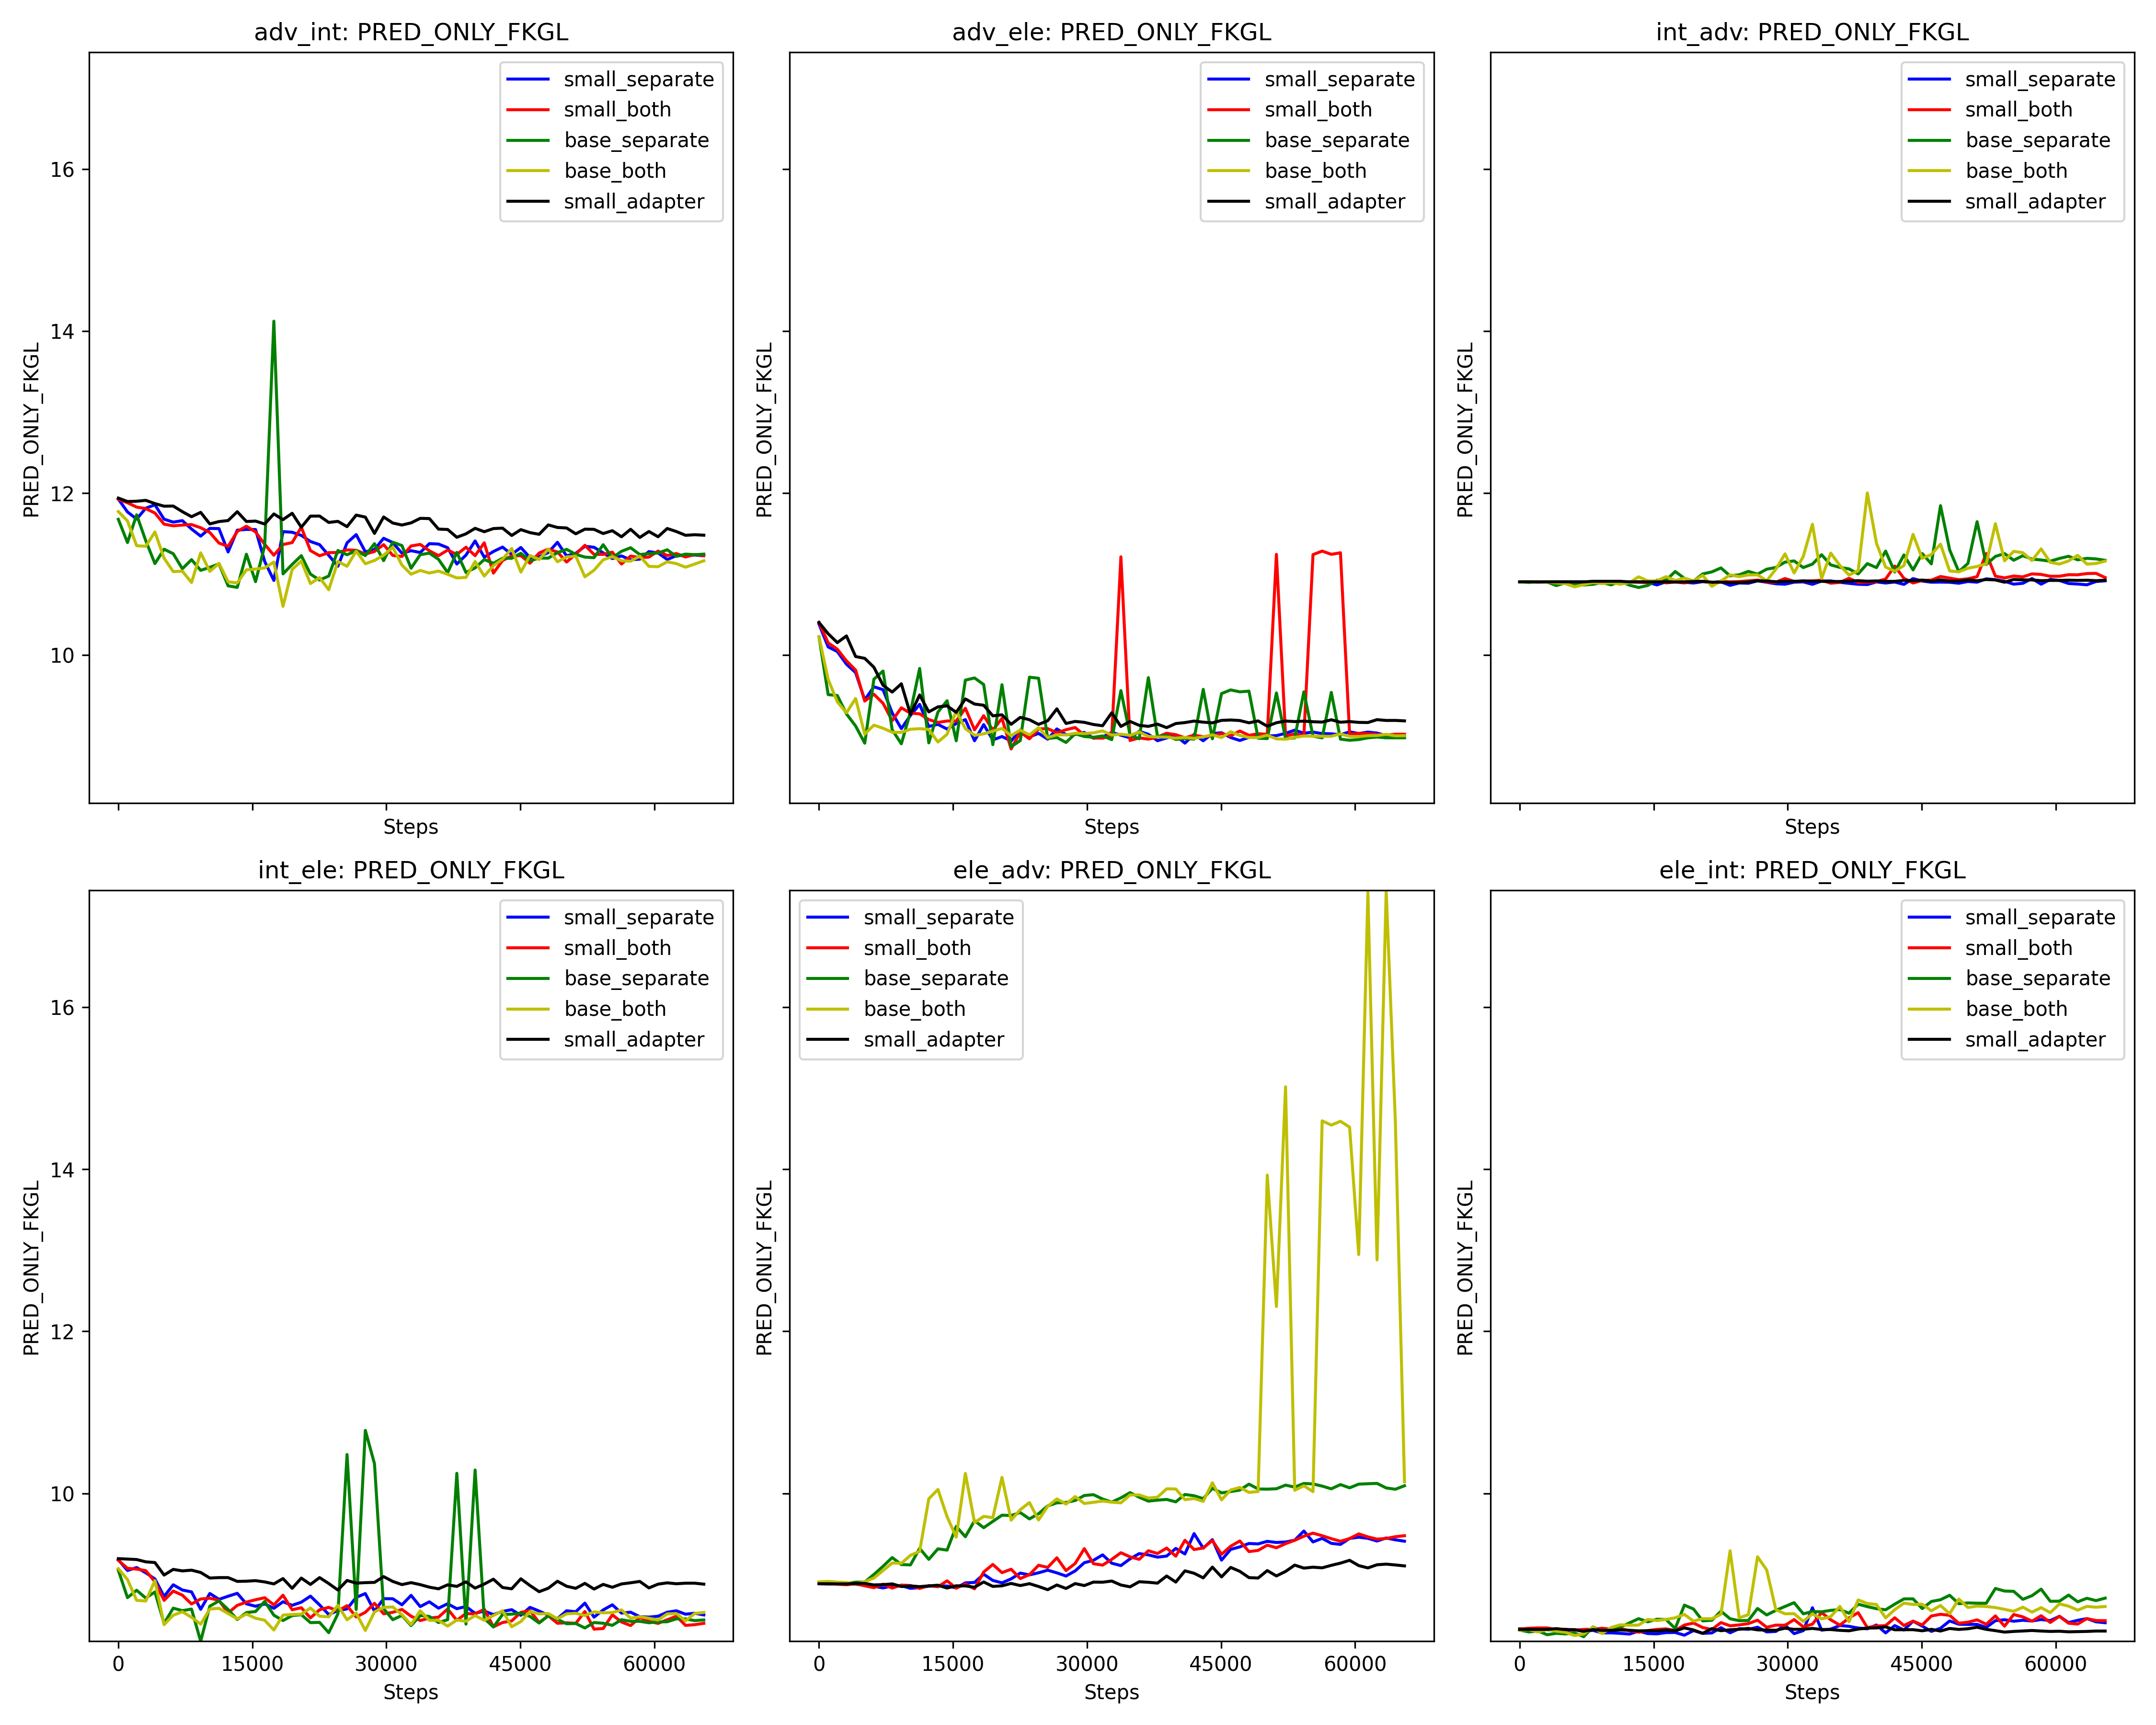 adv_int: PRED_ONLY_FKGL
small_separate
small_both
base_separate
base_both
small_adapter
16
14
12
10
PRED_ONLY_FKGL
Steps
adv_ele: PRED_ONLY_FKGL
small_separate
small_both
base_separate
base_both
small_adapter
PRED_ONLY_FKGL
Steps
int_adv: PRED_ONLY_FKGL
small_separate
small_both
base_separate
base_both
small_adapter
PRED_ONLY_FKGL
Steps
int_ele: PRED_ONLY_FKGL
small_separate
small_both
base_separate
base_both
small_adapter
16
14
12
10
PRED_ONLY_FKGL
0 15000 30000 45000 60000
Steps
ele_adv: PRED_ONLY_FKGL
small_separate
small_both
base_separate
base_both
small_adapter
PRED_ONLY_FKGL
0 15000 30000 45000 60000
Steps
ele_int: PRED_ONLY_FKGL
small_separate
small_both
base_separate
base_both
small_adapter
PRED_ONLY_FKGL
0 15000 30000 45000 60000
Steps